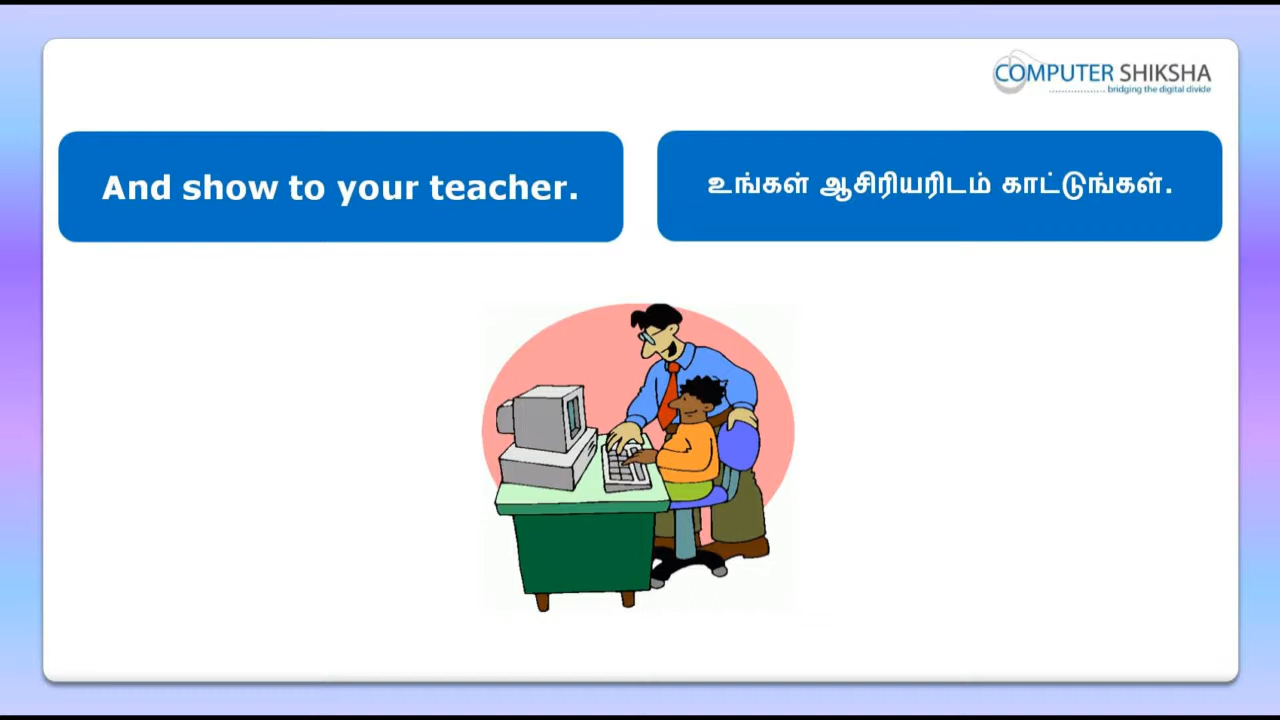 COMPUTER SHIKSHA
bridging the digital divide
And show to your teacher.
உங்கள் ஆசிரியரிடம் காட்டுங்கள்.